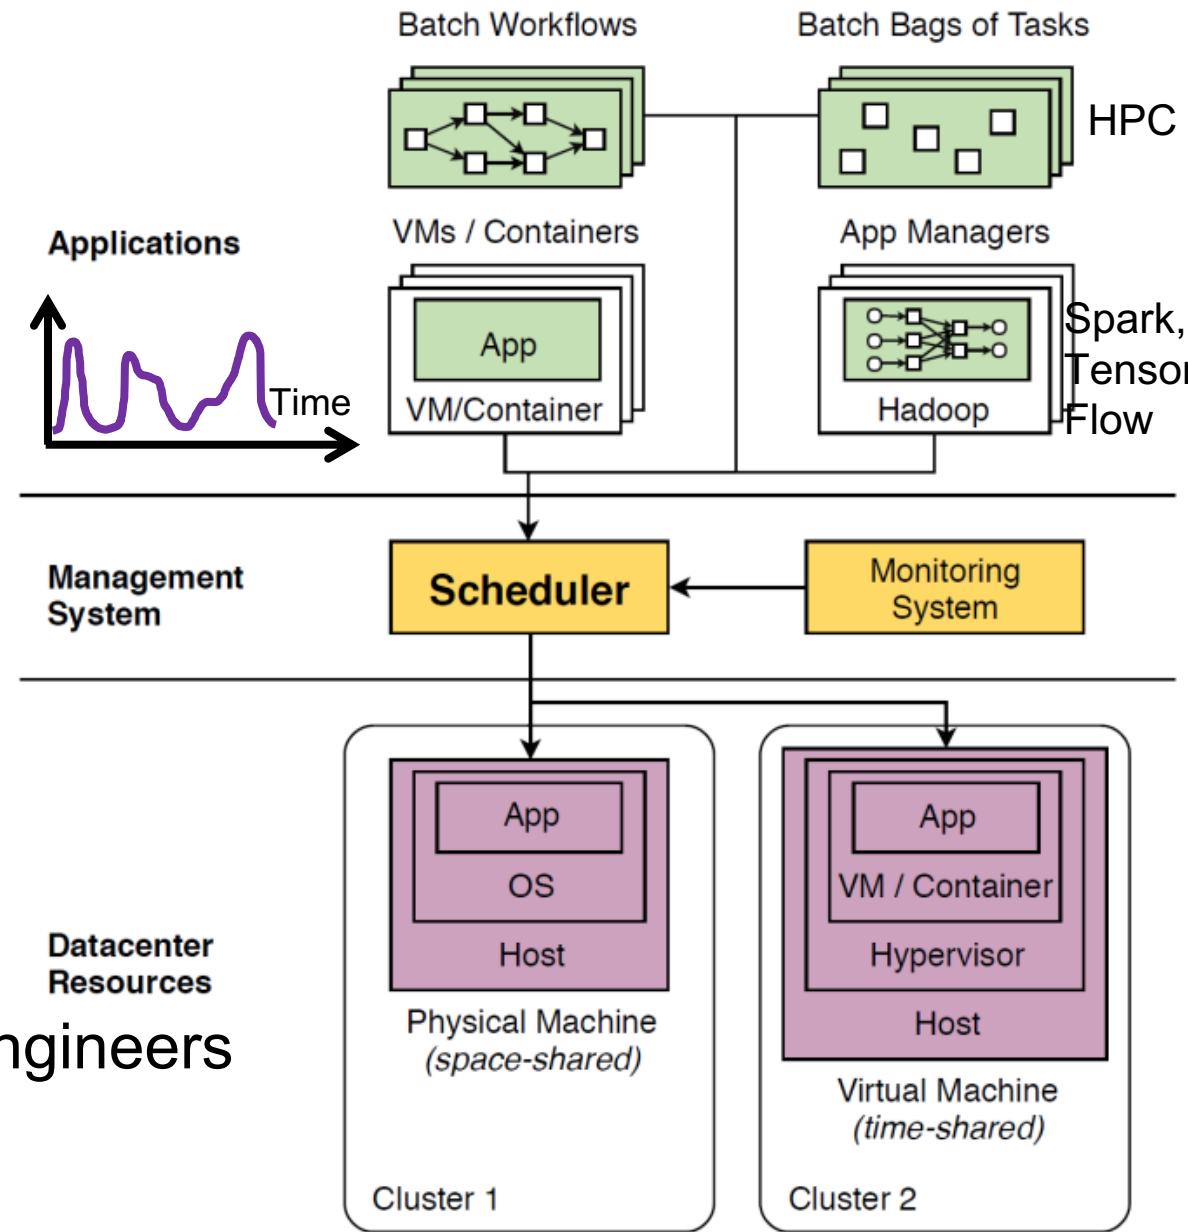 Batch Workflows
Batch Bags of Tasks
HPC
Applications
VMs / Containers
App Managers
App
VM/Container
Hadoop
Spark,
Tensor
Flow
Time
Management
System
Scheduler
Monitoring
System
Datacenter
Resources
ngineers
App
OS
Host
Physical Machine
(space-shared)
Cluster 1
App
VM / Container
Hypervisor
Host
Virtual Machine
(time-shared)
Cluster 2